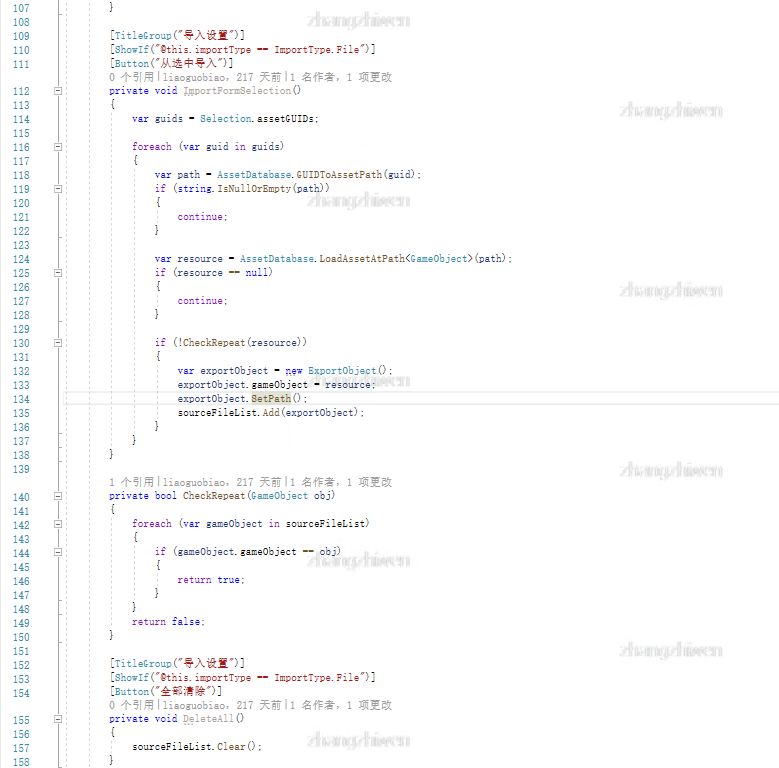 107 }
108
109 [TitleGroup("导入设置")]
110 [ShowIf("@this.importType == ImportType.File")]
111 [Button("从选中导入")]
0 个引用|liaoguobiao，217 天前|1 名作者，1 项更改
112 private void ImportFormSelection()
113 {
114 var guids = Selection.assetGUIDs;
115
116 foreach (var guid in guids)
117 {
118 var path = AssetDatabase.GUIDToAssetPath(guid);
119 if (string.IsNullOrEmpty(path))
120 {
121 continue;
122 }
123
124 var resource = AssetDatabase.LoadAssetAtPath<GameObject>(path);
125 if (resource == null)
126 {
127 continue;
128 }
129
130 if (!CheckRepeat(resource))
131 {
132 var exportObject = new ExportObject();
133 exportObject.gameObject = resource;
134 exportObject.SetPath();
135 sourceFileList.Add(exportObject);
136 }
137 }
138 }
139
1 个引用|liaoguobiao，217 天前|1 名作者，1 项更改
140 private bool CheckRepeat(GameObject obj)
141 {
142 foreach (var gameObject in sourceFileList)
143 {
144 if (gameObject.gameObject == obj)
145 {
146 return true;
147 }
148 }
149 return false;
150 }
151
152 [TitleGroup("导入设置")]
153 [ShowIf("@this.importType == ImportType.File")]
154 [Button("全部清除")]
0 个引用|liaoguobiao，217 天前|1 名作者，1 项更改
155 private void DeleteAll()
156 {
157 sourceFileList.Clear();
158 }
zhangzhiwen
zhangzhiwen
zhangzhiwen
zhangzhiwen
zhangzhiwen
zhangzhiwen
zhangzhiwen
zhangzhiwen
zhangzhiwen